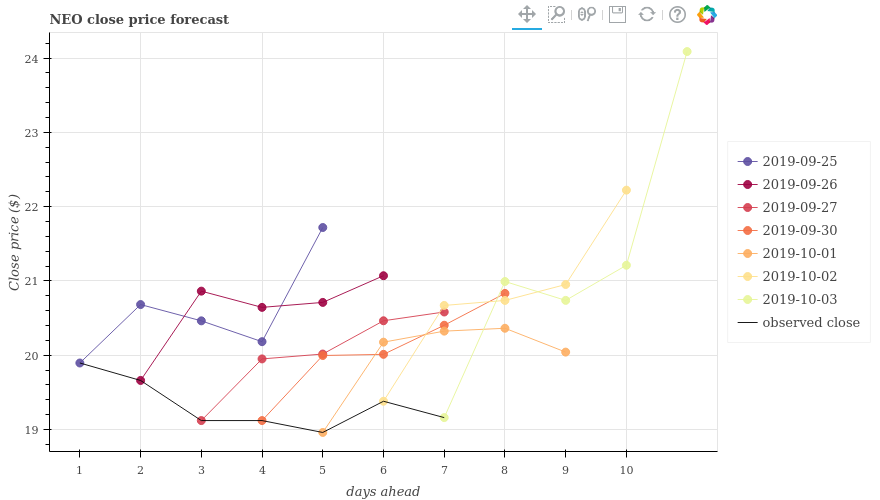 NEO close price forecast
24
23
22
21
20
19
Close price ($)
1 2 3 4 5 6 7 8 9 10
days ahead
2019-09-25
2019-09-26
2019-09-27
2019-09-30
2019-10-01
2019-10-02
2019-10-03
observed close